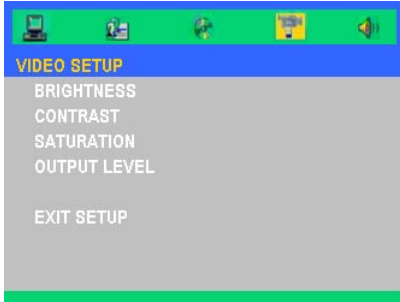 VIDEO SETUP
BRIGHTNESS
CONTRAST
SATURATION
OUTPUT LEVEL
EXIT SETUP